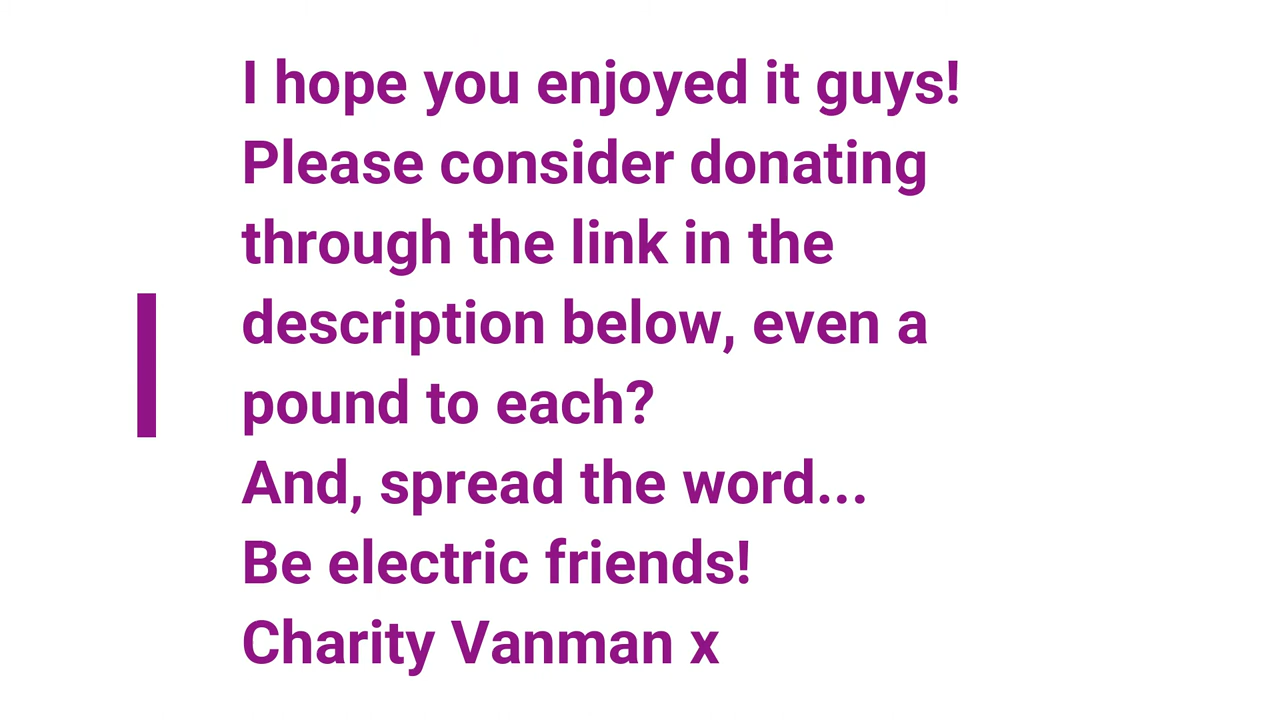 I hope you enjoyed it guys!
Please consider donating
through the link in the
description below, even a
pound to each?
And, spread the word...
Be electric friends!
Charity Vanman x